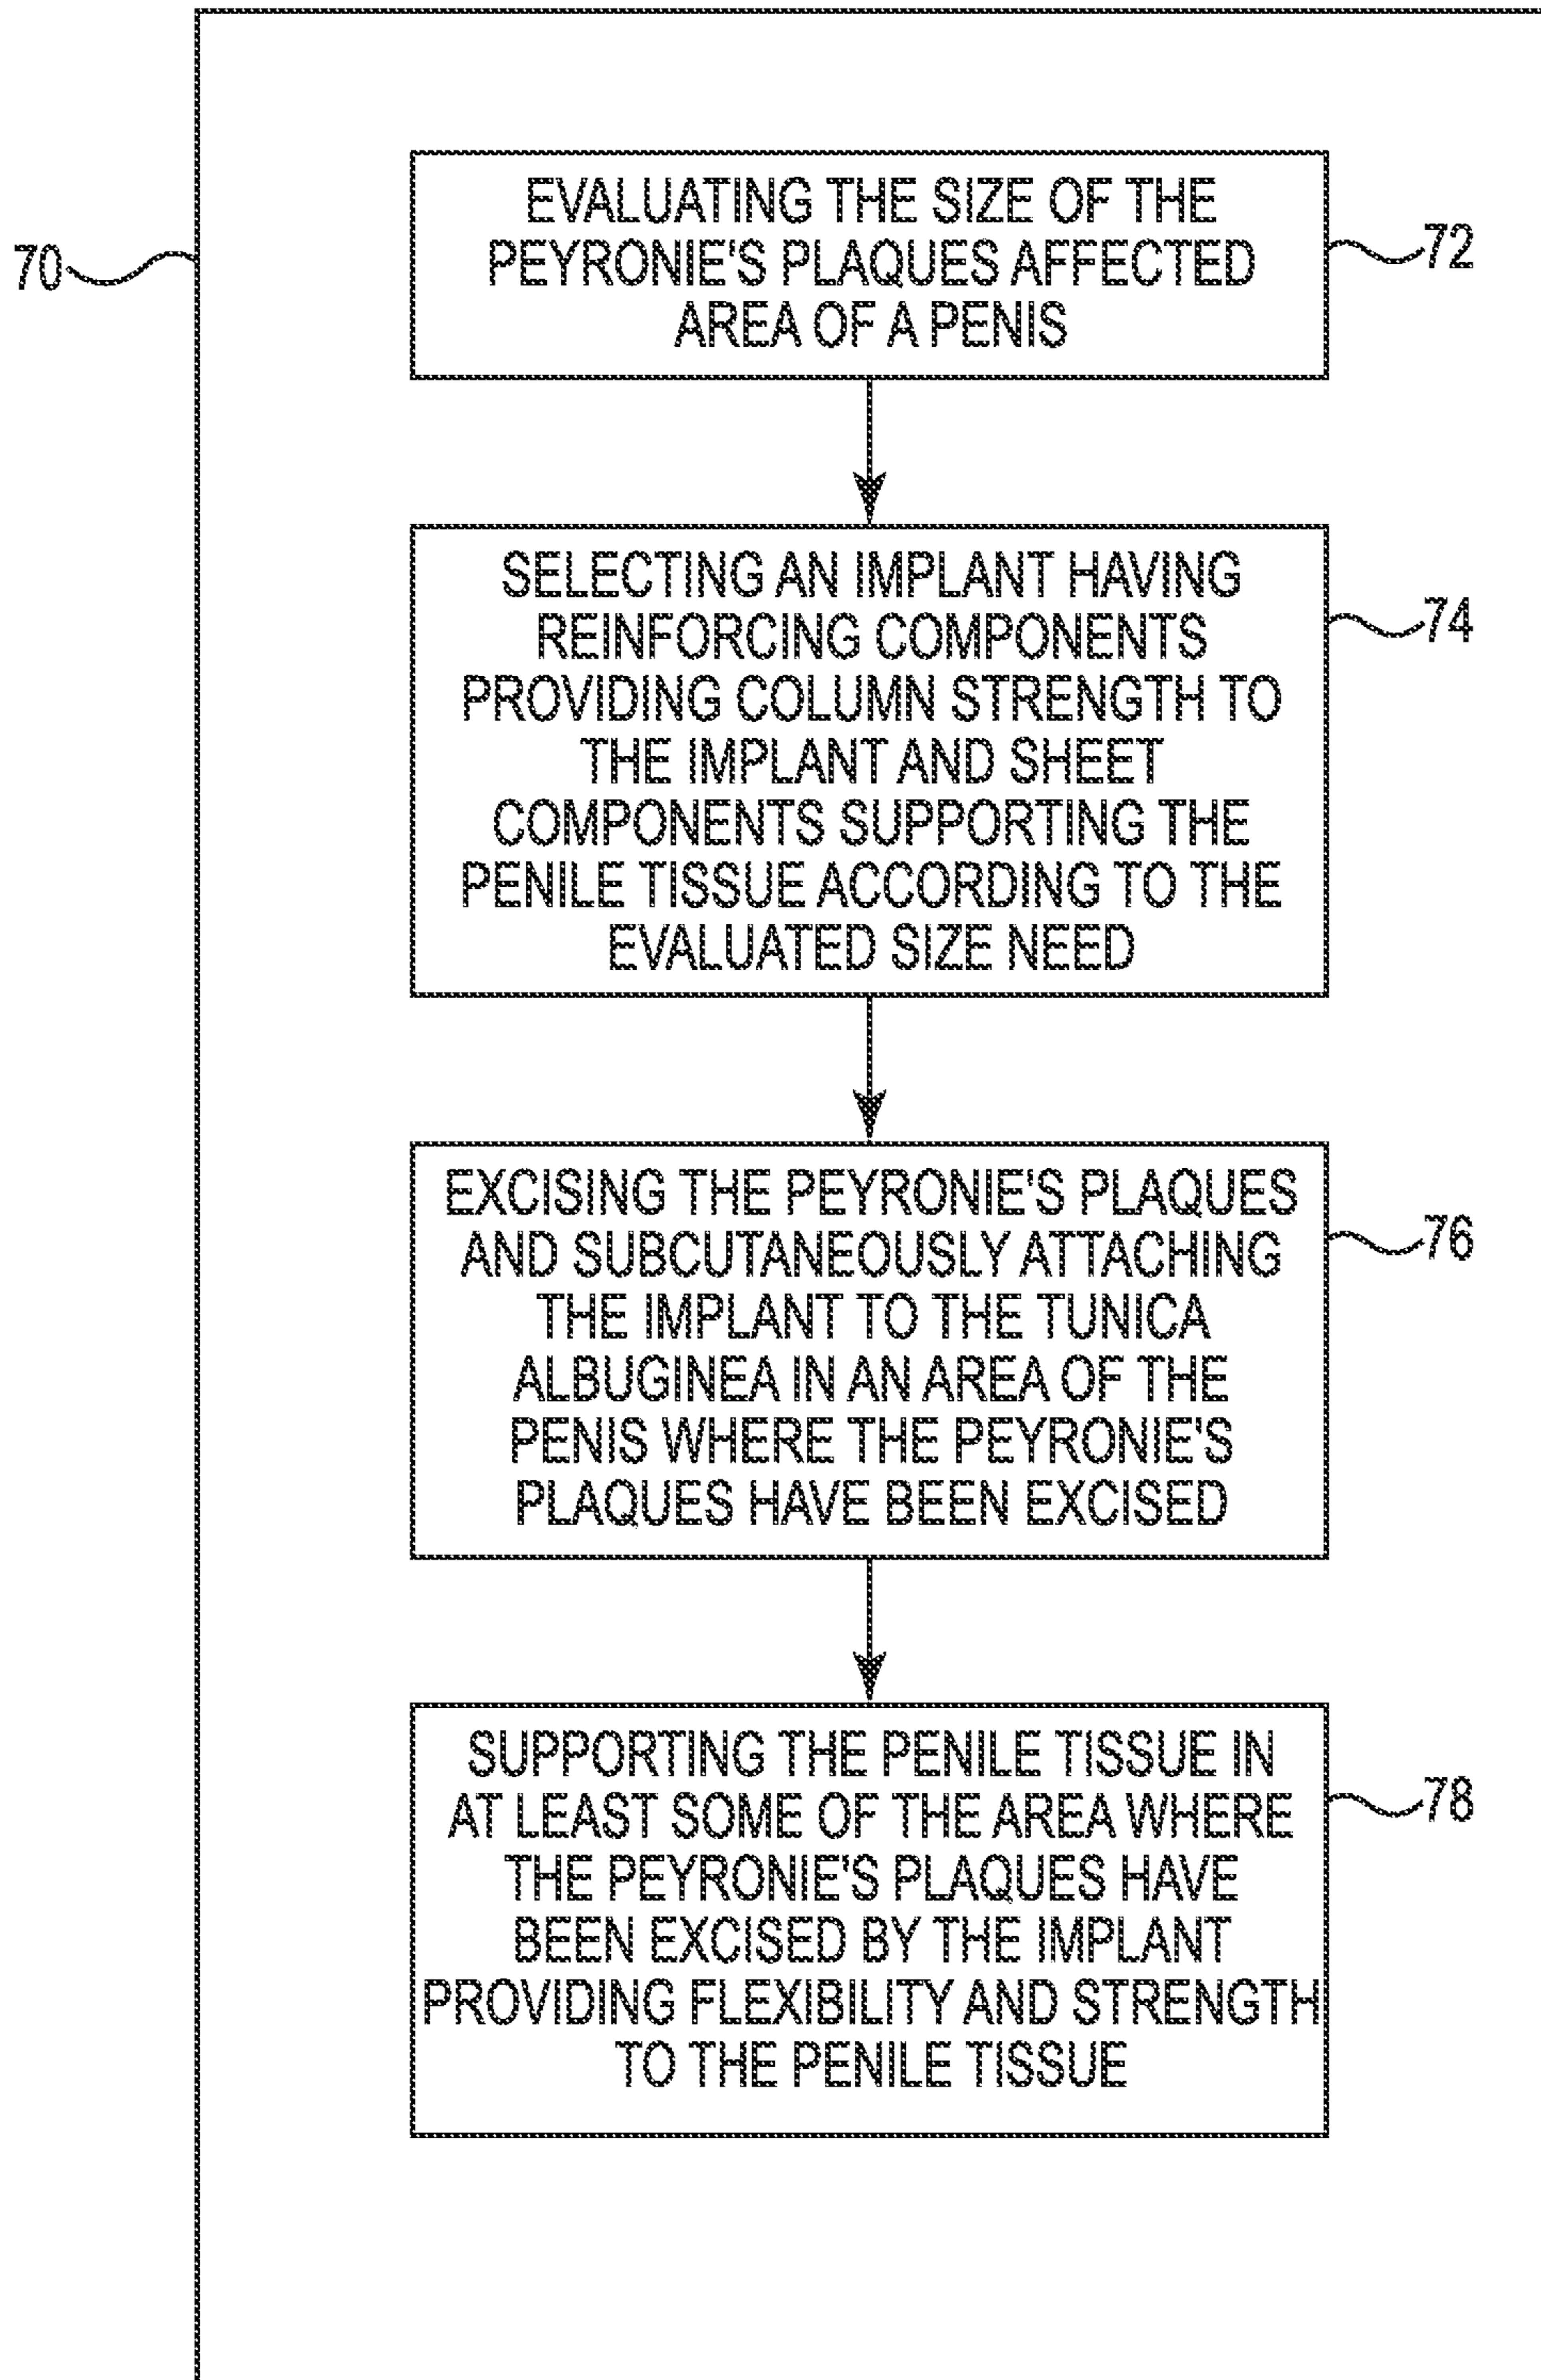 70
EVALUATING THE SIZE OF THE
PEYRONIE'S PLAQUES AFFECTED
AREA OF A PENIS
72
SELECTING AN IMPLANT HAVING
REINFORCING COMPONENTS
PROVIDING COLUMN STRENGTH TO
THE IMPLANT AND SHEET
COMPONENTS SUPPORTING THE
PENILE TISSUE ACCORDING TO THE
EVALUATED SIZE NEED
74
EXCISING THE PEYRONIE'S PLAQUES
AND SUBCUTANEOUSLY ATTACHING
THE IMPLANT TO THE TUNICA
ALBUGINEA IN AN AREA OF THE
PENIS WHERE THE PEYRONIE'S
PLAQUES HAVE BEEN EXCISED
76
SUPPORTING THE PENILE TISSUE IN
AT LEAST SOME OF THE AREA WHERE
THE PEYRONIE'S PLAQUES HAVE
BEEN EXCISED BY THE IMPLANT
PROVIDING FLEXIBILITY AND STRENGTH
TO THE PENILE TISSUE
78